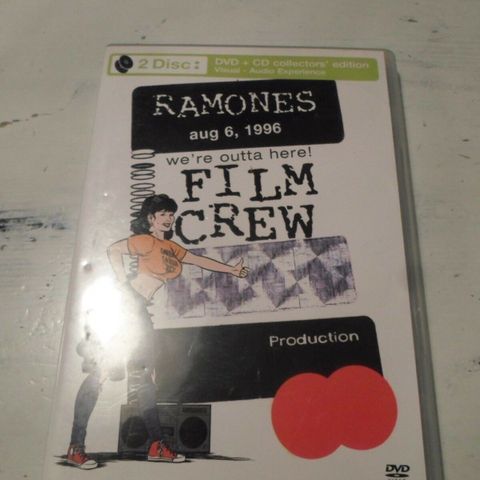 2 Disc:
DVD + CD collectors' edition
Visual - Audio Experience
RAMONES
aug 6, 1996
we're outta here!
FILM
CREW
Production
DVD